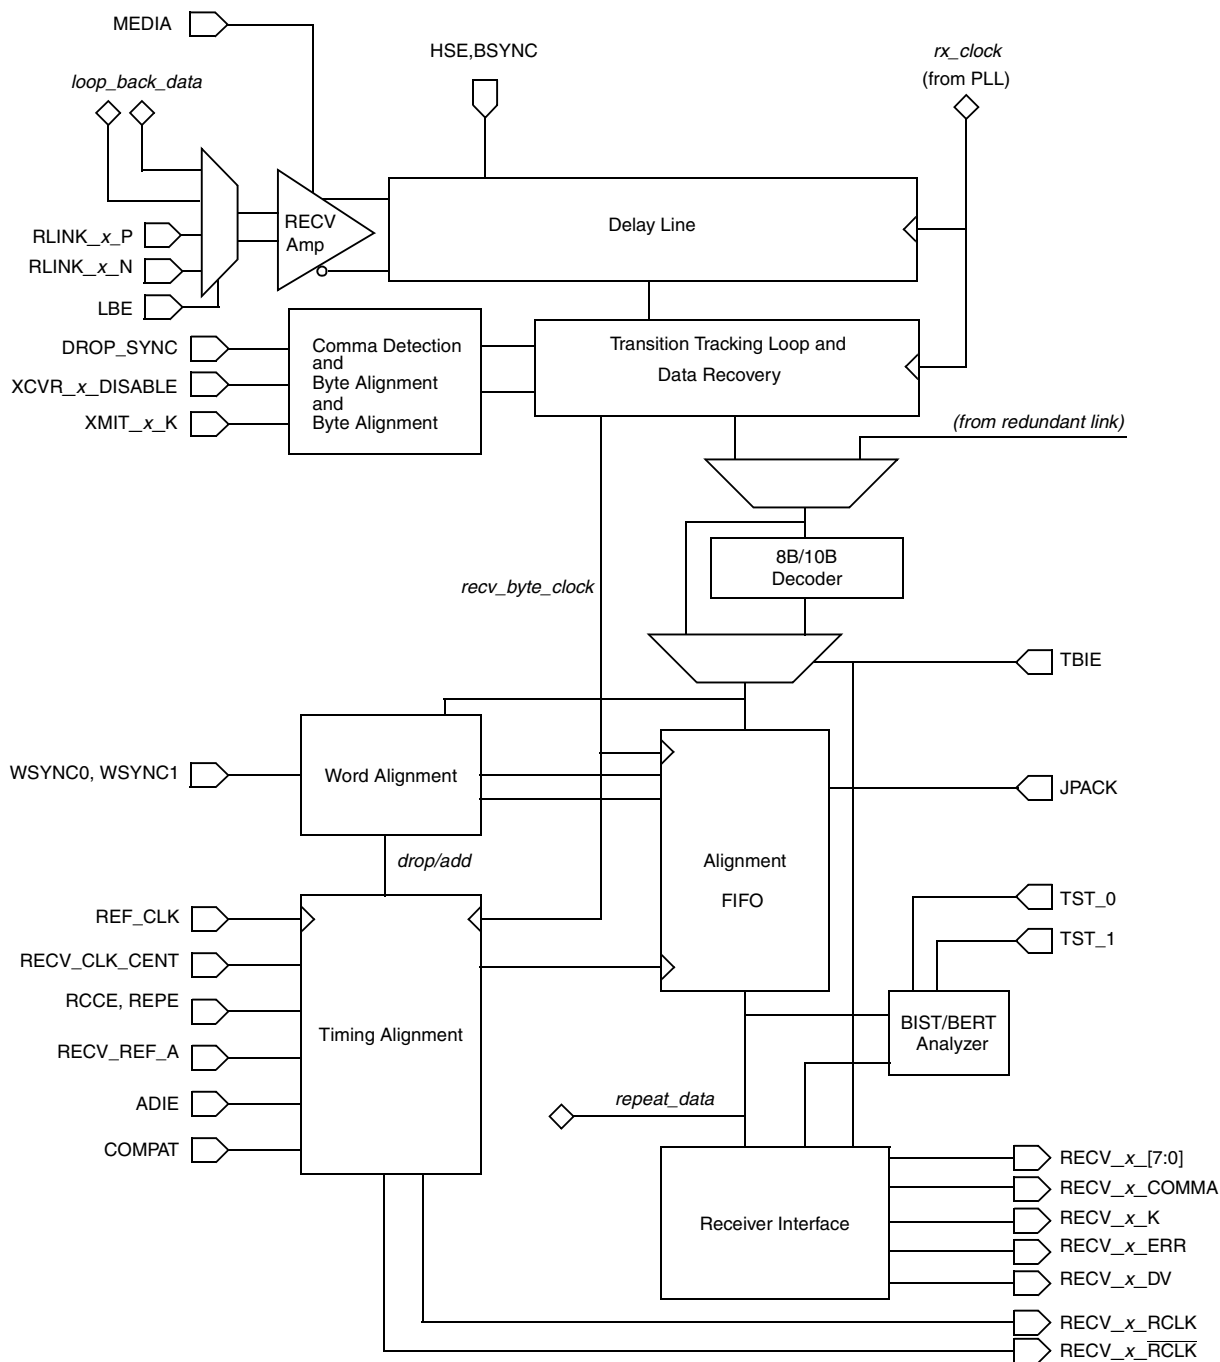 MEDIA
HSE,BSYNC
rx_clock
(from PLL)
loop_back_data
RECV
Amp
Delay Line
RLINK_x_P
RLINK_x_N
LBE
DROP_SYNC
XCVR_x_DISABLE
XMIT_x_K
Comma Detection
and
Byte Alignment
and
Byte Alignment
Transition Tracking Loop and
Data Recovery
(from redundant link)
8B/10B
Decoder
recv_byte_clock
TBIE
WSYNC0, WSYNC1
Word Alignment
JPACK
drop/add
Alignment
FIFO
TST_0
TST_1
REF_CLK
RECV_CLK_CENT
RCCE, REPE
RECV_REF_A
ADIE
COMPAT
Timing Alignment
BIST/BERT
Analyzer
repeat_data
Receiver Interface
RECV_x_[7:0]
RECV_x_COMMA
RECV_x_K
RECV_x_ERR
RECV_x_DV
RECV_x_RCLK
RECV_x_R̅C̅L̅K̅